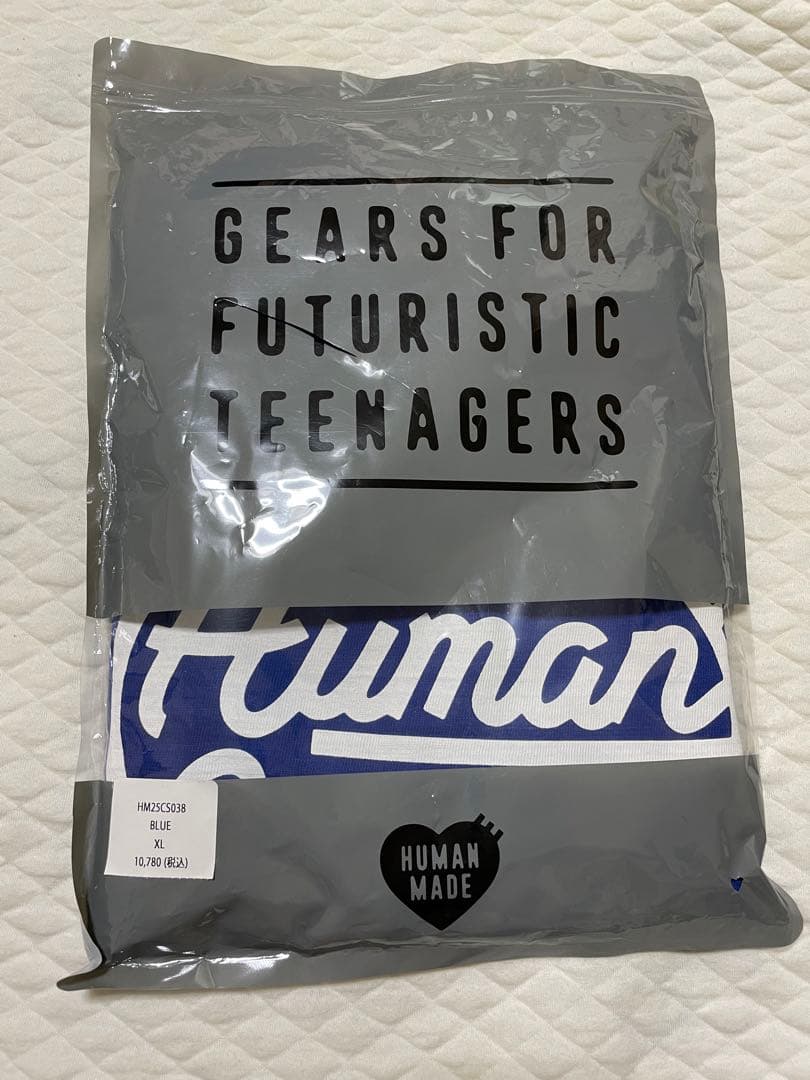 GEARS FOR
FUTURISTIC
TEENAGERS
Human
HM25CS038
BLUE
XL
10,780 (税込)
HUMAN
MADE